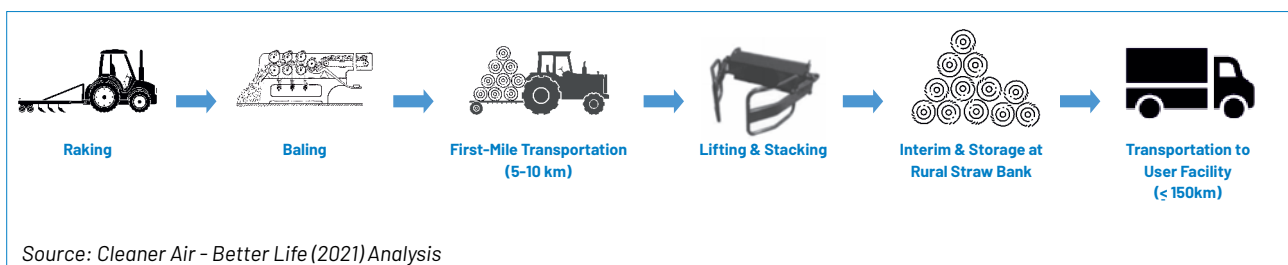 Raking
Baling
First-Mile Transportation
(5-10 km)
Lifting & Stacking
Interim & Storage at
Rural Straw Bank
Transportation to
User Facility
(≤ 150km)
Source: Cleaner Air - Better Life (2021) Analysis